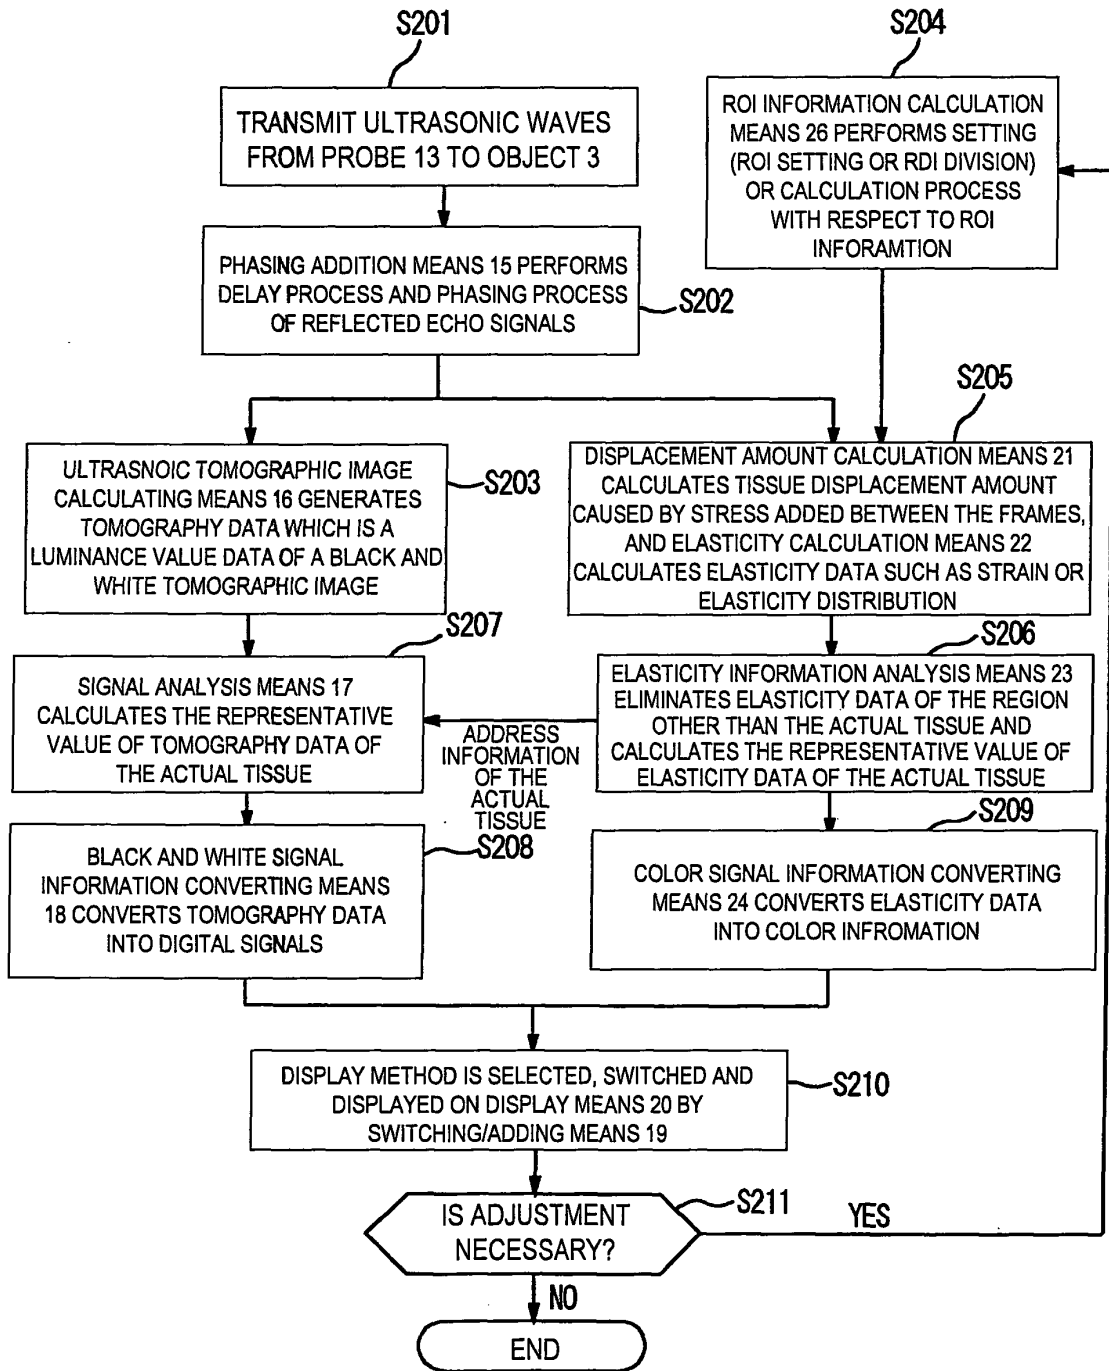 S201
TRANSMIT ULTRASONIC WAVES
FROM PROBE 13 TO OBJECT 3
S204
ROI INFORMATION CALCULATION
MEANS 26 PERFORMS SETTING
(ROI SETTING OR RDI DIVISION)
OR CALCULATION PROCESS
WITH RESPECT TO ROI
INFORAMTION
PHASING ADDITION MEANS 15 PERFORMS
DELAY PROCESS AND PHASING PROCESS
OF REFLECTED ECHO SIGNALS
S202
S205
ULTRASNOIC TOMOGRAPHIC IMAGE
CALCULATING MEANS 16 GENERATES
TOMOGRAPHY DATA WHICH IS A
LUMINANCE VALUE DATA OF A BLACK AND
WHITE TOMOGRAPHIC IMAGE
S203
DISPLACEMENT AMOUNT CALCULATION MEANS 21
CALCULATES TISSUE DISPLACEMENT AMOUNT
CAUSED BY STRESS ADDED BETWEEN THE FRAMES,
AND ELASTICITY CALCULATION MEANS 22
CALCULATES ELASTICITY DATA SUCH AS STRAIN OR
ELASTICITY DISTRIBUTION
S207
SIGNAL ANALYSIS MEANS 17
CALCULATES THE REPRESENTATIVE
VALUE OF TOMOGRAPHY DATA OF
THE ACTUAL TISSUE
S206
ELASTICITY INFORMATION ANALYSIS MEANS 23
ELIMINATES ELASTICITY DATA OF THE REGION
OTHER THAN THE ACTUAL TISSUE AND
CALCULATES THE REPRESENTATIVE VALUE OF
ELASTICITY DATA OF THE ACTUAL TISSUE
ADDRESS
INFORMATION
OF THE
ACTUAL
TISSUE
S208
BLACK AND WHITE SIGNAL
INFORMATION CONVERTING MEANS
18 CONVERTS TOMOGRAPHY DATA
INTO DIGITAL SIGNALS
S209
COLOR SIGNAL INFORMATION CONVERTING
MEANS 24 CONVERTS ELASTICITY DATA
INTO COLOR INFROMATION
DISPLAY METHOD IS SELECTED, SWITCHED AND
DISPLAYED ON DISPLAY MEANS 20 BY
SWITCHING/ADDING MEANS 19
S210
IS ADJUSTMENT
NECESSARY?
S211
YES
NO
END